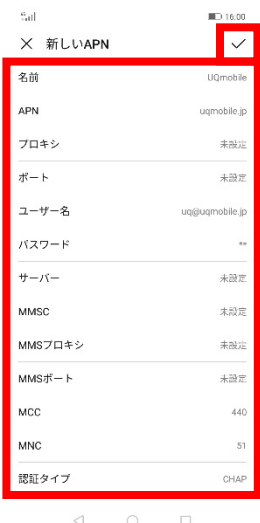 16:00
× 新しいAPN
名前 UQmobile
APN uqmobile.jp
プロキシ 未設定
ポート 未設定
ユーザー名 uq@uqmobile.jp
パスワード **
サーバー 未設定
MMSC 未設定
MMSプロキシ 未設定
MMSポート 未設定
MCC 440
MNC 51
認証タイプ CHAP